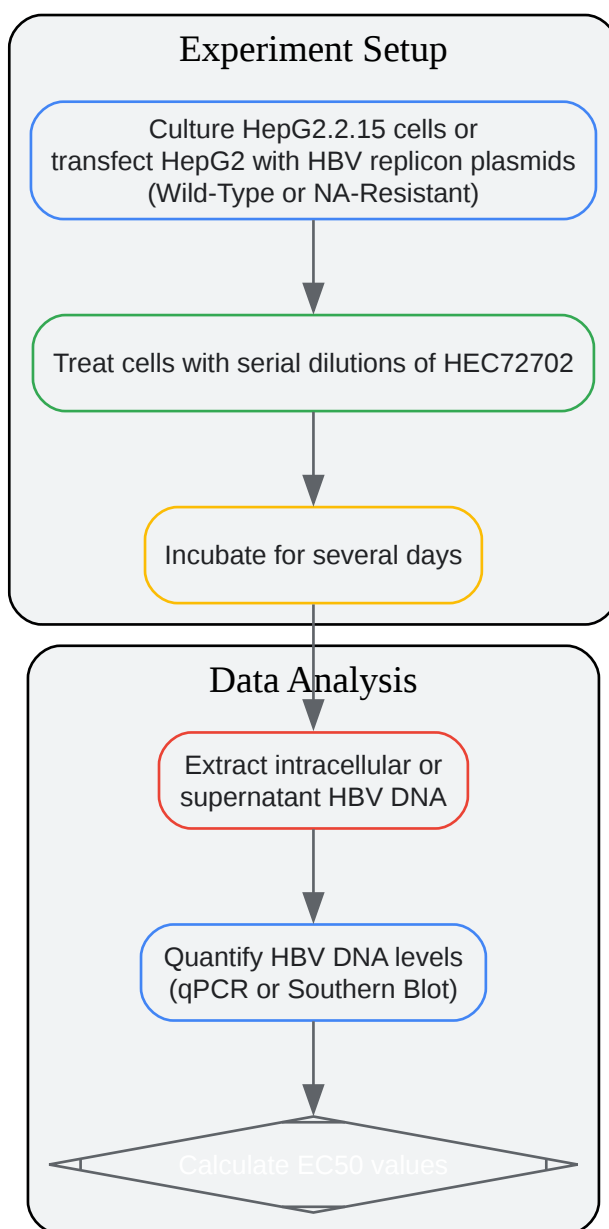 Experiment Setup
Culture HepG2.2.15 cells or
transfect HepG2 with HBV replicon plasmids
(Wild-Type or NA-Resistant)
Treat cells with serial dilutions of HEC72702
Incubate for several days
Data Analysis
Extract intracellular or
supernatant HBV DNA
Quantify HBV DNA levels
(qPCR or Southern Blot)
Calculate EC50 values